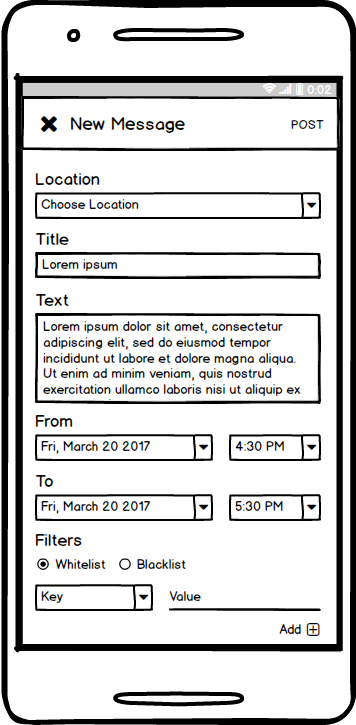 0:02
New Message POST
Location
Choose Location
Title
Lorem ipsum
Text
Lorem ipsum dolor sit amet, consectetur
adipiscing elit, sed do eiusmod tempor
incididunt ut labore et dolore magna aliqua.
Ut enim ad minim veniam, quis nostrud
exercitation ullamco laboris nisi ut aliquip ex
From
Fri, March 20 2017 4:30 PM
To
Fri, March 20 2017 5:30 PM
Filters
Whitelist Blacklist
Key Value
Add